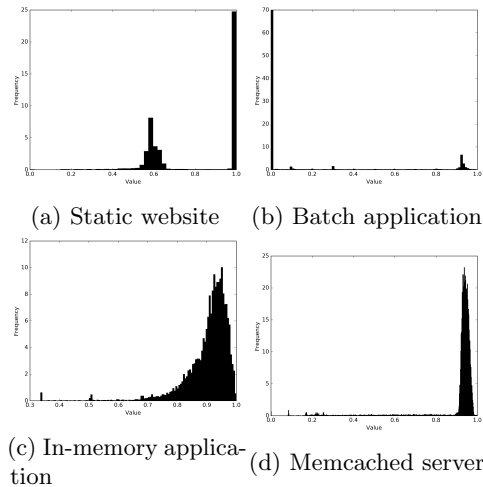 25
20
15
10
5
0
Frequency
0.0 0.2 0.4 0.6 0.8 1.0
Value
70
60
50
40
30
20
10
0
Frequency
0.0 0.2 0.4 0.6 0.8 1.0
Value
(a) Static website
(b) Batch application
12
10
8
6
4
2
0
Frequency
0.3 0.4 0.5 0.6 0.7 0.8 0.9 1.0
Value
25
20
15
10
5
0
Frequency
0.0 0.2 0.4 0.6 0.8 1.0
Value
(c) In-memory applica-
tion
(d) Memcached server